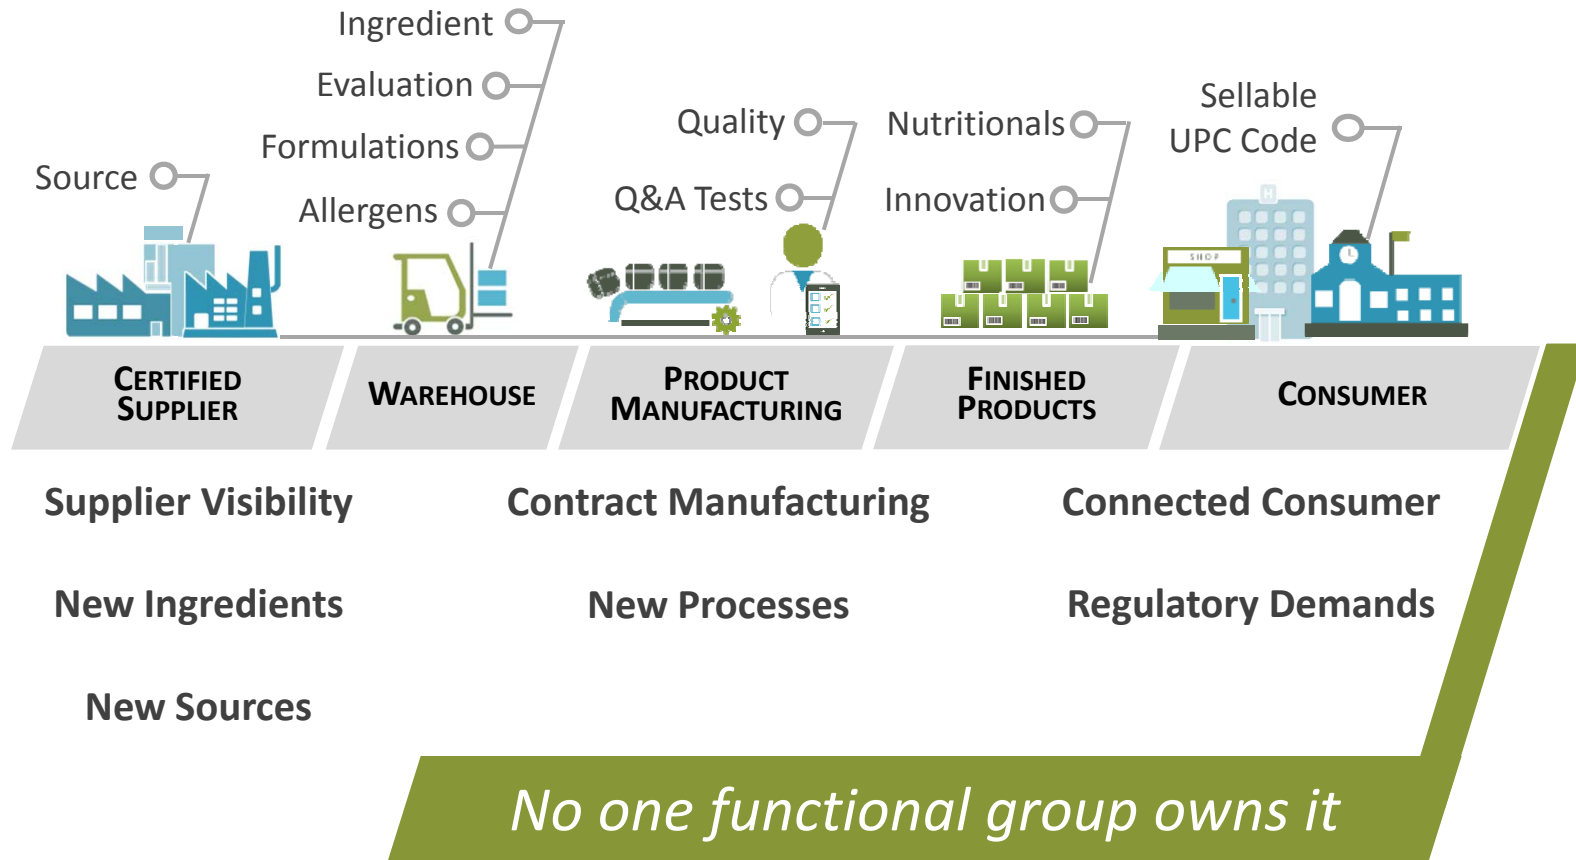 Ingredient
Evaluation
Formulations
Allergens
Source
Quality
Q&A Tests
Nutritionals
Innovation
Sellable
UPC Code
H
SHOP
CERTIFIED
SUPPLIER
WAREHOUSE
PRODUCT
MANUFACTURING
FINISHED
PRODUCTS
CONSUMER
Supplier Visibility
Contract Manufacturing
Connected Consumer
New Ingredients
New Processes
Regulatory Demands
New Sources
No one functional group owns it